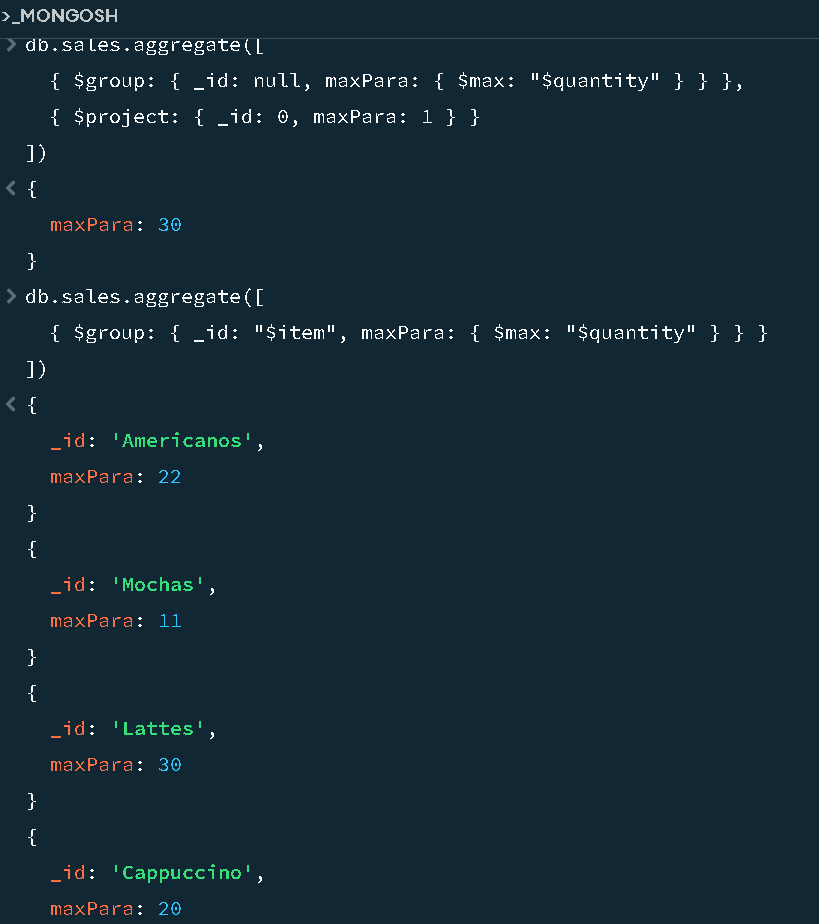 >_MONGOSH
> db.sales.aggregate([
{ $group: { _id: null, maxPara: { $max: "$quantity" } } },
{ $project: { _id: 0, maxPara: 1 } }
])
< {
maxPara: 30
}
> db.sales.aggregate([
{ $group: { _id: "$item", maxPara: { $max: "$quantity" } } }
])
< {
_id: 'Americanos',
maxPara: 22
}
{
_id: 'Mochas',
maxPara: 11
}
{
_id: 'Lattes',
maxPara: 30
}
{
_id: 'Cappuccino',
maxPara: 20